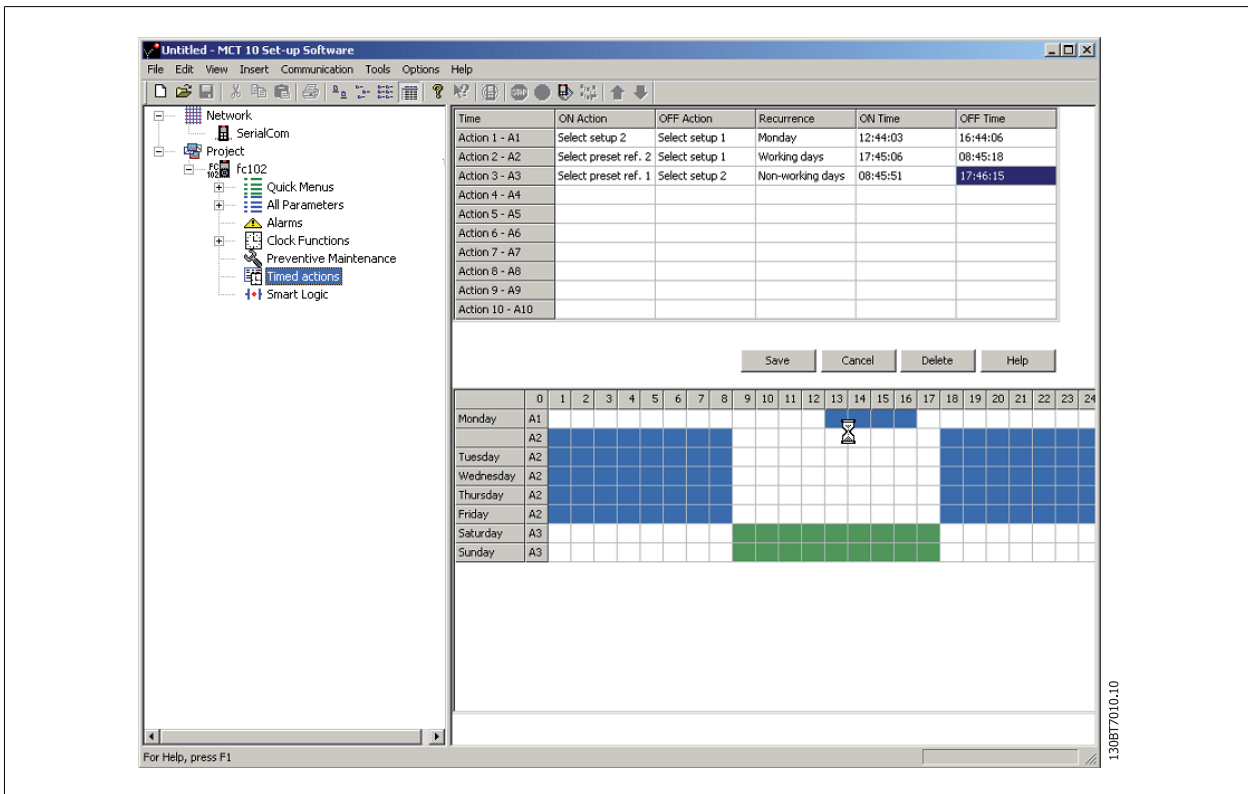 Untitled - MCT 10 Set-up Software
File Edit View Insert Communication Tools Options Help
Network
SerialCom
Project
FC 102 fc102
Quick Menus
All Parameters
Alarms
Clock Functions
Preventive Maintenance
Timed actions
Smart Logic
Time ON Action OFF Action Recurrence ON Time OFF Time
Action 1 - A1 Select setup 2 Select setup 1 Monday 12:44:03 16:44:06
Action 2 - A2 Select preset ref. 2 Select setup 1 Working days 17:45:06 08:45:18
Action 3 - A3 Select preset ref. 1 Select setup 2 Non-working days 08:45:51 17:46:15
Action 4 - A4
Action 5 - A5
Action 6 - A6
Action 7 - A7
Action 8 - A8
Action 9 - A9
Action 10 - A10
Save Cancel Delete Help
0 1 2 3 4 5 6 7 8 9 10 11 12 13 14 15 16 17 18 19 20 21 22 23 24
Monday A1
A2
Tuesday A2
Wednesday A2
Thursday A2
Friday A2
Saturday A3
Sunday A3
For Help, press F1
130BT7010.10